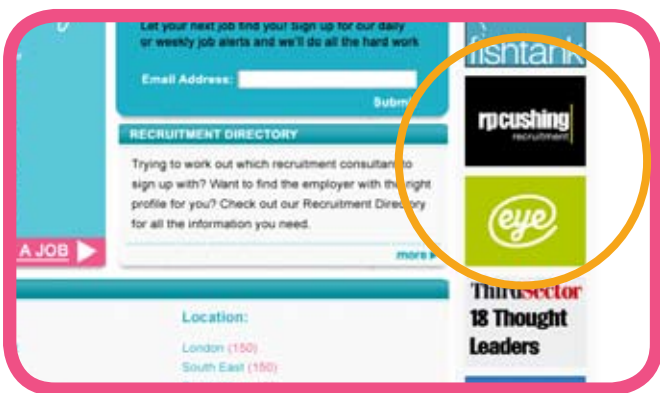 Let your next job find you! Sign up for our daily
or weekly job alerts and we'll do all the hard work
Email Address:
Submit
RECRUITMENT DIRECTORY
Trying to work out which recruitment consultant to
sign up with? Want to find the employer with the right
profile for you? Check out our Recruitment Directory
for all the information you need.
more
A JOB
Location:
London (150)
South East (150)
fishtank
rpcushing
recruitment
eye
ThirdSector
18 Thought
Leaders